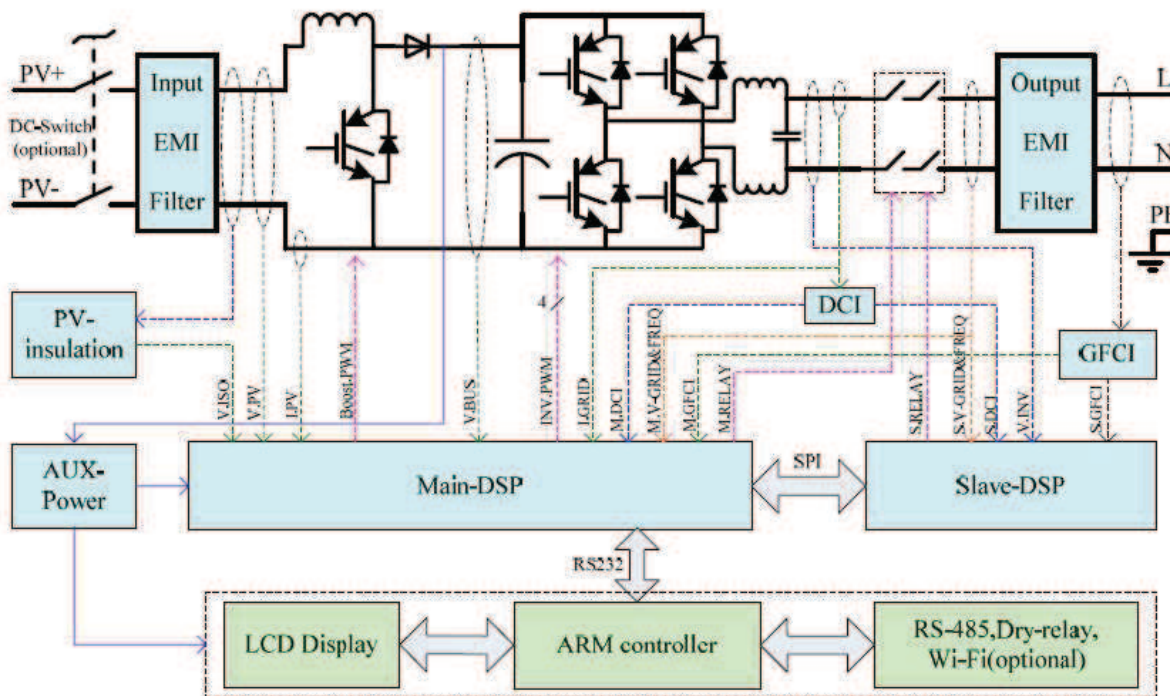 PV+
DC-Switch
(optional)
PV-
Input
EMI
Filter
Output
EMI
Filter
L
N
PE
PV-
insulation
DCI
GFCI
4
V.ISO
V.PV
I.PV
Boost.PWM
V.BUS
INV.PWM
I.GRID
M.DCI
M.V-GRID&FREQ
M.GFCI
M.RELAY
S.RELAY
S.V-GRID&FREQ
S.DCI
V.INV
S.GFCI
AUX-
Power
Main-DSP
SPI
Slave-DSP
RS232
LCD Display
ARM controller
RS-485,Dry-relay,
Wi-Fi(optional)